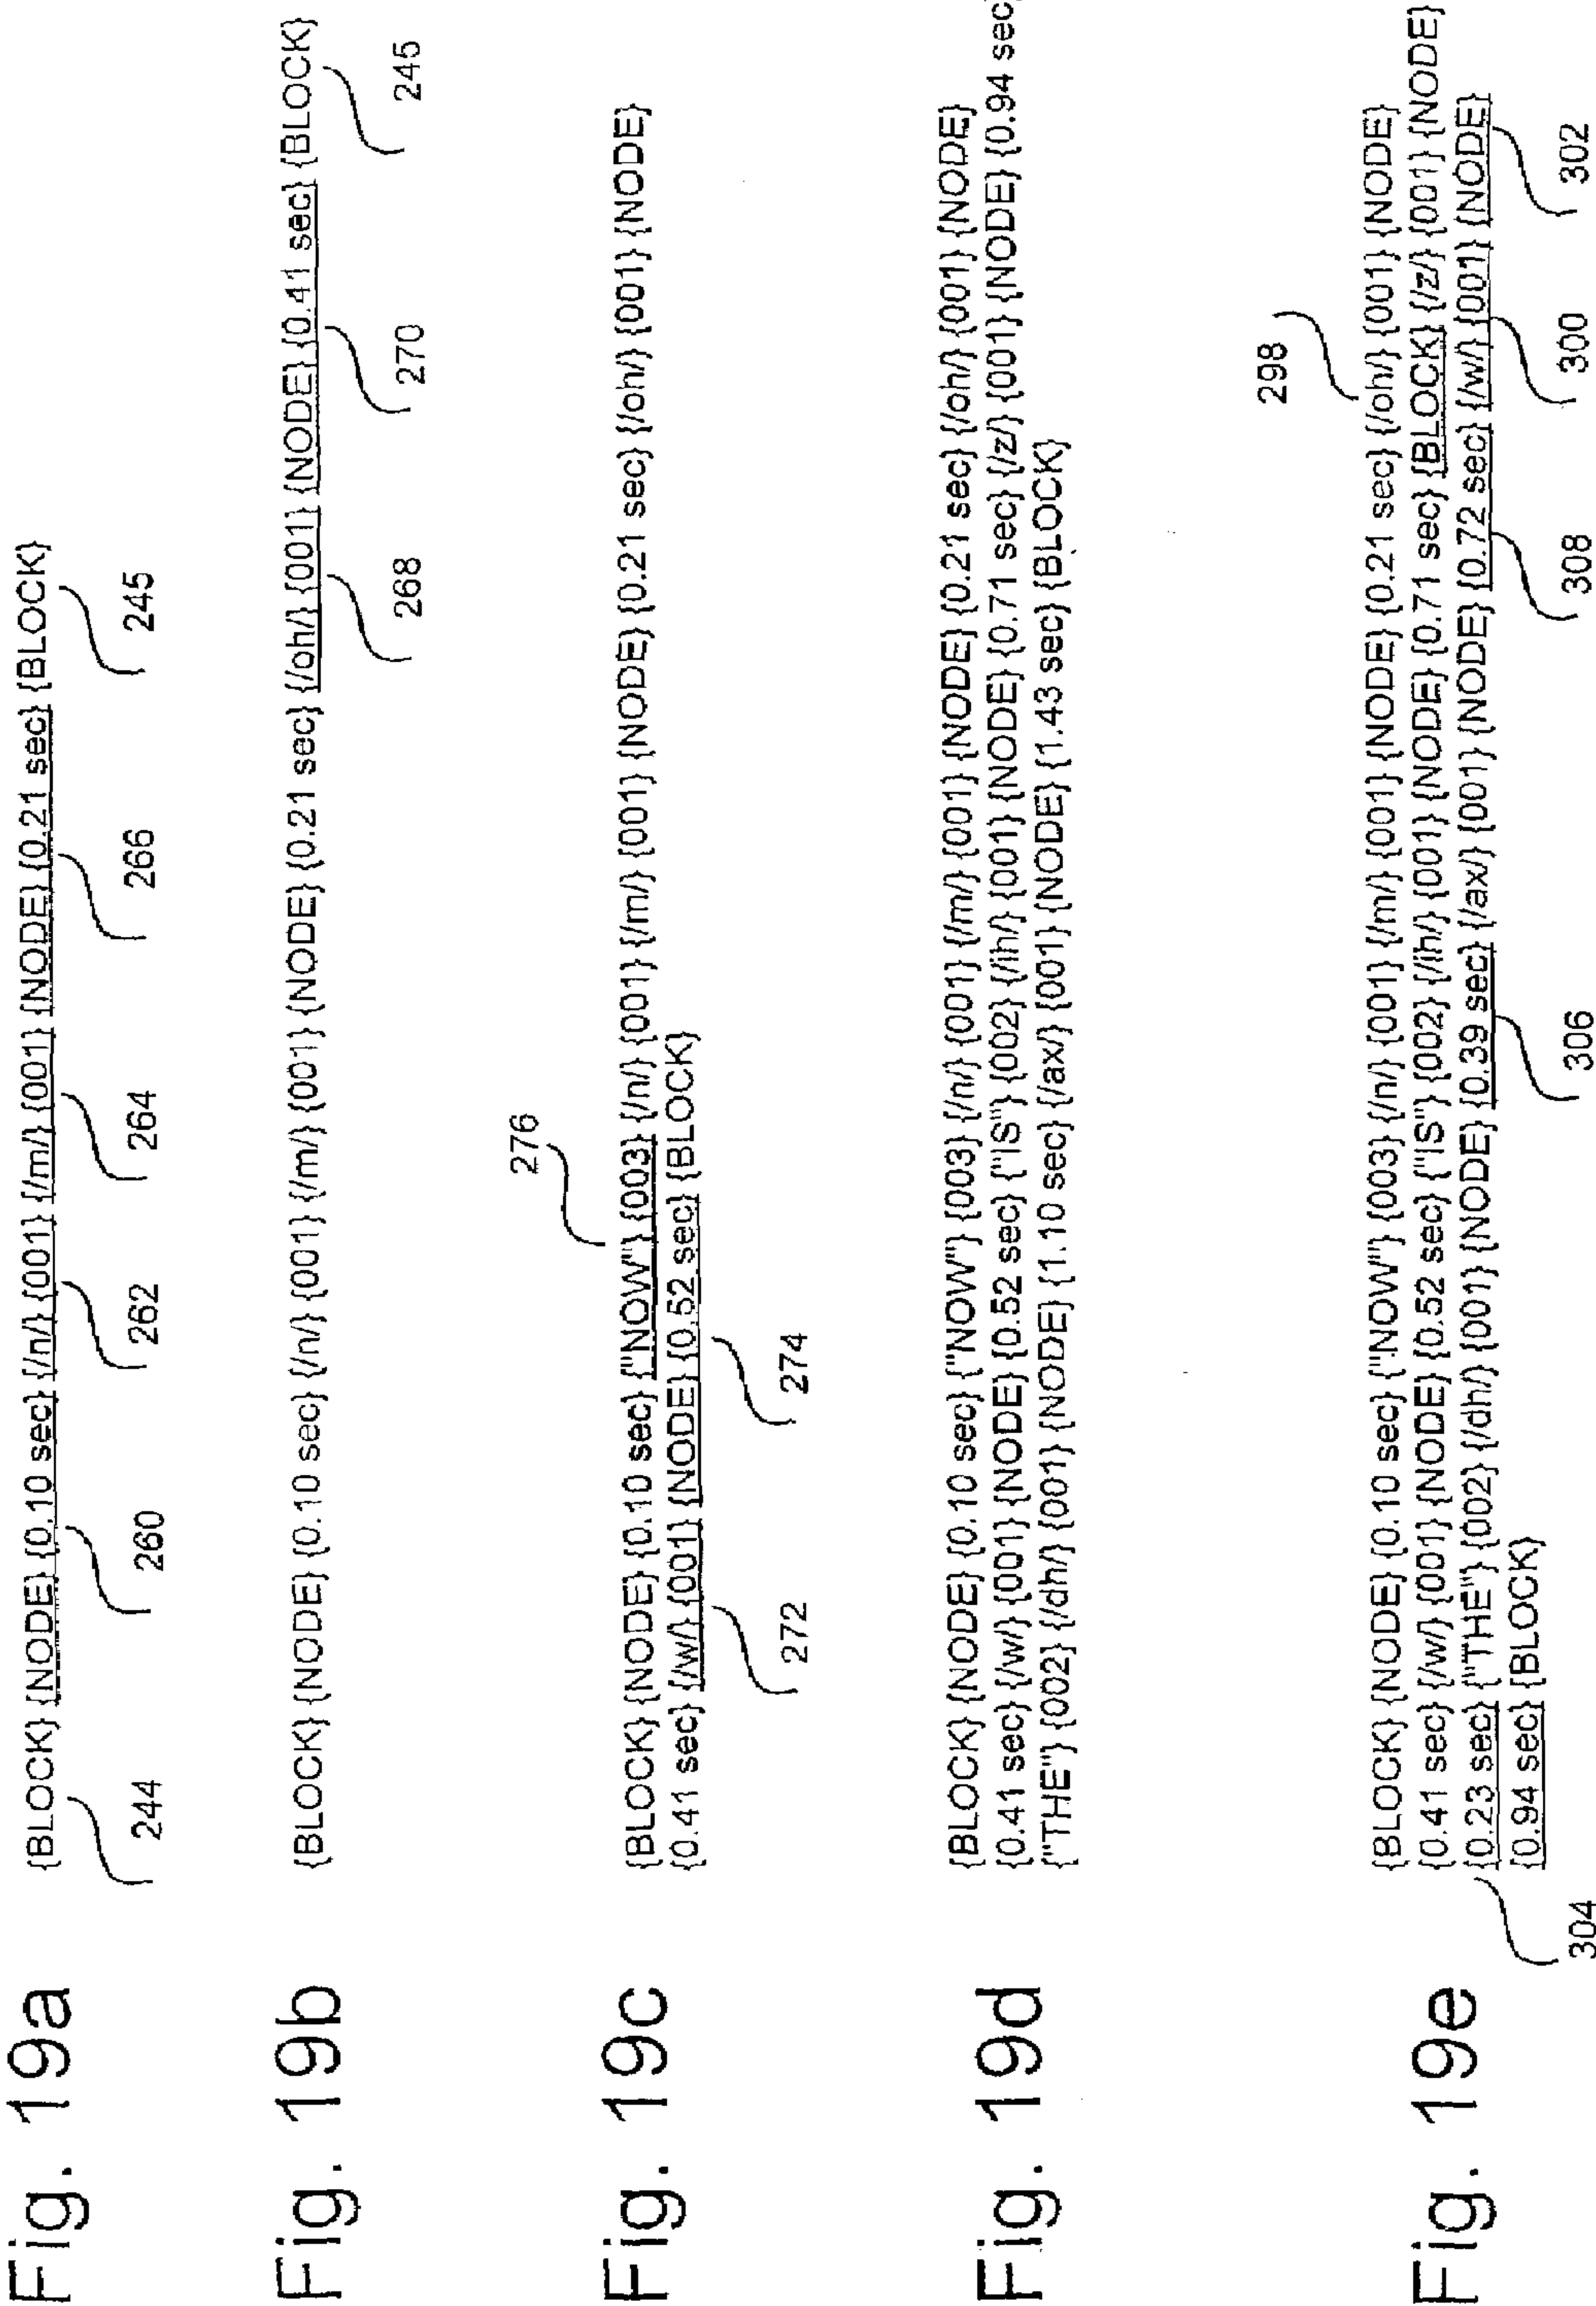 Fig. 19a
{BLOCK} {NODE} {0.10 sec} {/n/} {001} {/m/} {001} {NODE} {0.21 sec} {BLOCK}
244 260 262 264 266 245
Fig. 19b
{BLOCK} {NODE} {0.10 sec} {/n/} {001} {/m/} {001} {NODE} {0.21 sec} {/oh/} {001} {NODE} {0.41 sec} {BLOCK}
268 270 245
Fig. 19c
276
{BLOCK} {NODE} {0.10 sec} {"NOW"} {003} {/n/} {001} {/m/} {001} {NODE} {0.21 sec} {/oh/} {001} {NODE}
{0.41 sec} {/w/} {001} {NODE} {0.52 sec} {BLOCK}
272 274
Fig. 19d
{BLOCK} {NODE} {0.10 sec} {"NOW"} {003} {/n/} {001} {/m/} {001} {NODE} {0.21 sec} {/oh/} {001} {NODE}
{0.41 sec} {/w/} {001} {NODE} {0.52 sec} {"IS"} {002} {/ih/} {001} {NODE} {0.71 sec} {/z/} {001} {NODE} {0.94 sec}
{"THE"} {002} {/dh/} {001} {NODE} {1.10 sec} {/ax/} {001} {NODE} {1.43 sec} {BLOCK}
Fig. 19e
298
{BLOCK} {NODE} {0.10 sec} {"NOW"} {003} {/n/} {001} {/m/} {001} {NODE} {0.21 sec} {/oh/} {001} {NODE}
{0.41 sec} {/w/} {001} {NODE} {0.52 sec} {"IS"} {002} {/ih/} {001} {NODE} {0.71 sec} {BLOCK} {/z/} {001} {NODE}
{0.23 sec} {"THE"} {002} {/dh/} {001} {NODE} {0.39 sec} {/ax/} {001} {NODE} {0.72 sec} {/w/} {001} {NODE}
{0.94 sec} {BLOCK}
304 306 308 300 302